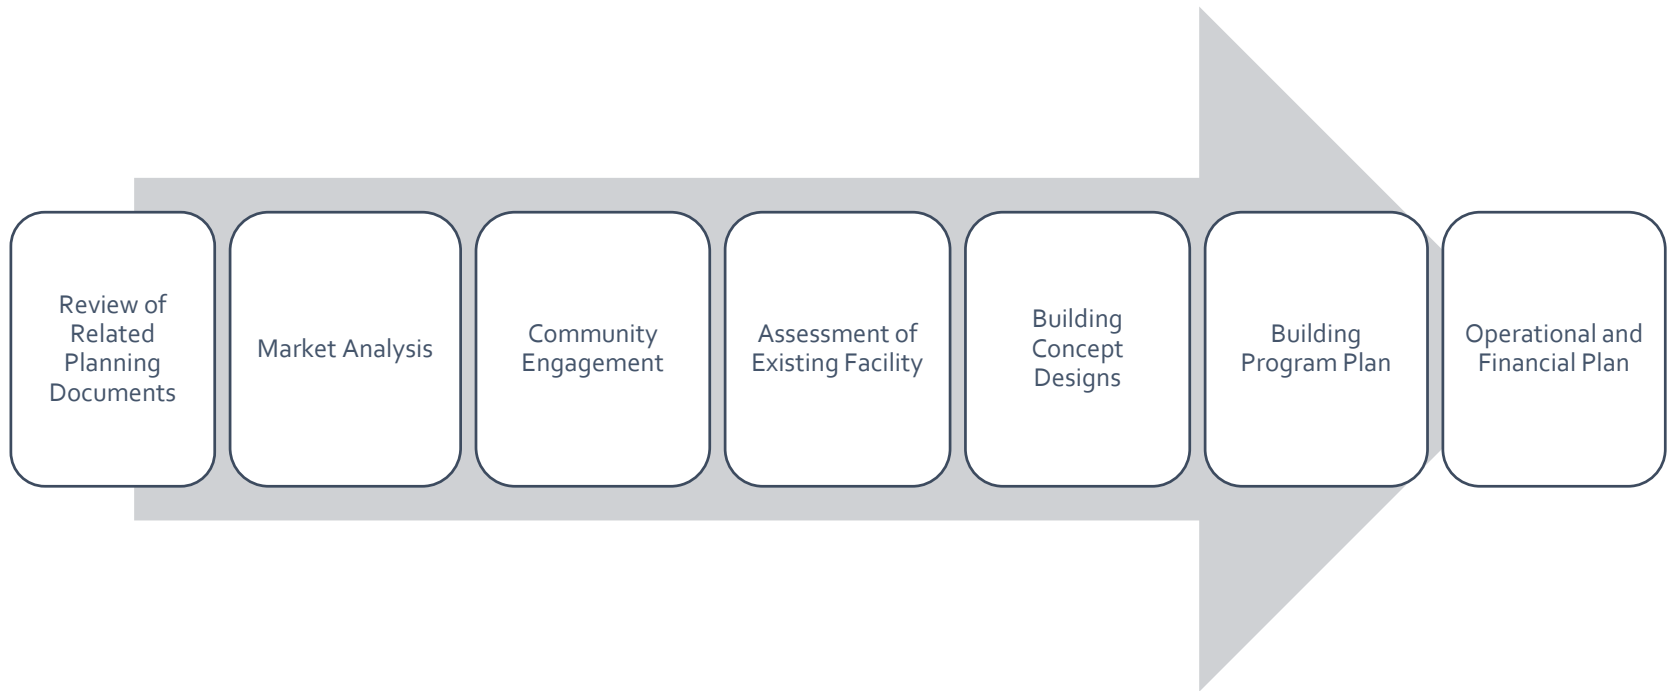 Review of
Related
Planning
Documents
Market Analysis
Community
Engagement
Assessment of
Existing Facility
Building
Concept
Designs
Building
Program Plan
Operational and
Financial Plan